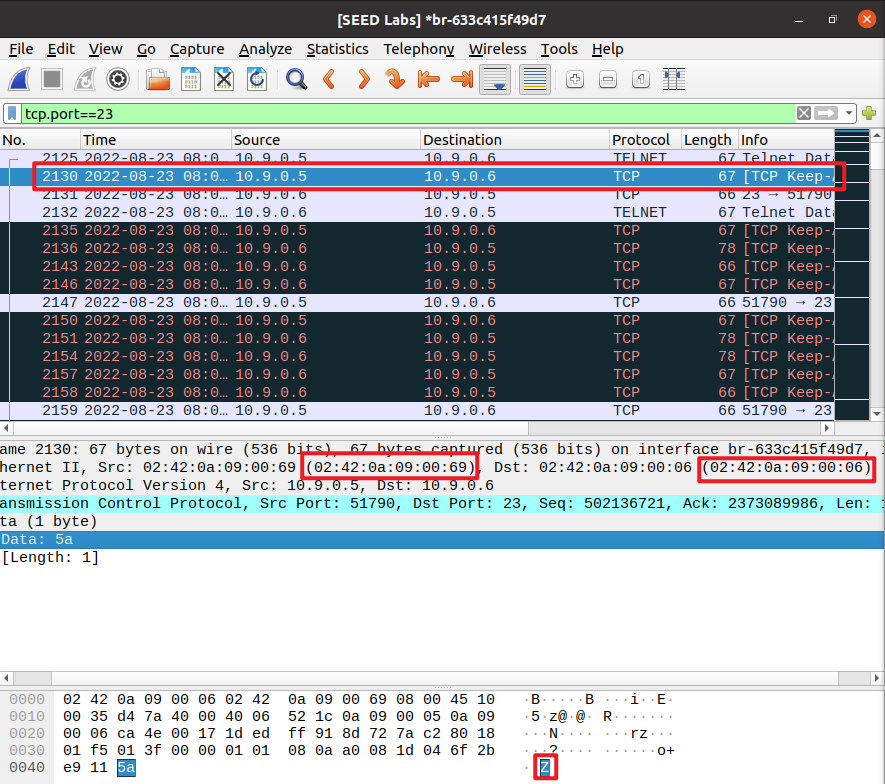 [SEED Labs] *br-633c415f49d7
File Edit View Go Capture Analyze Statistics Telephony Wireless Tools Help
tcp.port==23
No. Time Source Destination Protocol Length Info
2125 2022-08-23 08:0… 10.9.0.5 10.9.0.6 TELNET 67 Telnet Dat
2130 2022-08-23 08:0… 10.9.0.5 10.9.0.6 TCP 67 [TCP Keep-
2131 2022-08-23 08:0… 10.9.0.6 10.9.0.5 TCP 66 23 → 51790
2132 2022-08-23 08:0… 10.9.0.6 10.9.0.5 TELNET 67 Telnet Dat
2135 2022-08-23 08:0… 10.9.0.5 10.9.0.6 TCP 67 [TCP Keep-
2136 2022-08-23 08:0… 10.9.0.6 10.9.0.5 TCP 78 [TCP Keep-
2143 2022-08-23 08:0… 10.9.0.6 10.9.0.5 TCP 66 [TCP Keep-
2146 2022-08-23 08:0… 10.9.0.6 10.9.0.5 TCP 67 [TCP Keep-
2147 2022-08-23 08:0… 10.9.0.5 10.9.0.6 TCP 66 51790 → 23
2150 2022-08-23 08:0… 10.9.0.5 10.9.0.6 TCP 67 [TCP Keep-
2151 2022-08-23 08:0… 10.9.0.6 10.9.0.5 TCP 78 [TCP Keep-
2154 2022-08-23 08:0… 10.9.0.5 10.9.0.6 TCP 78 [TCP Keep-
2157 2022-08-23 08:0… 10.9.0.6 10.9.0.5 TCP 67 [TCP Keep-
2158 2022-08-23 08:0… 10.9.0.6 10.9.0.5 TCP 66 [TCP Keep-
2159 2022-08-23 08:0… 10.9.0.5 10.9.0.6 TCP 66 51790 → 23
ame 2130: 67 bytes on wire (536 bits), 67 bytes captured (536 bits) on interface br-633c415f49d7, i
hernet II, Src: 02:42:0a:09:00:69 (02:42:0a:09:00:69), Dst: 02:42:0a:09:00:06 (02:42:0a:09:00:06)
ternet Protocol Version 4, Src: 10.9.0.5, Dst: 10.9.0.6
ansmission Control Protocol, Src Port: 51790, Dst Port: 23, Seq: 502136721, Ack: 2373089986, Len: 1
ta (1 byte)
Data: 5a
[Length: 1]
0000 02 42 0a 09 00 06 02 42 0a 09 00 69 08 00 45 10 ·B·····B ···i··E·
0010 00 35 d4 7a 40 00 40 06 52 1c 0a 09 00 05 0a 09 ·5·z@·@· R·······
0020 00 06 ca 4e 00 17 1d ed ff 91 8d 72 7a c2 80 18 ···N···· ···rz···
0030 01 f5 01 3f 00 00 01 01 08 0a a0 08 1d 04 6f 2b ···?···· ······o+
0040 e9 11 5a ··Z